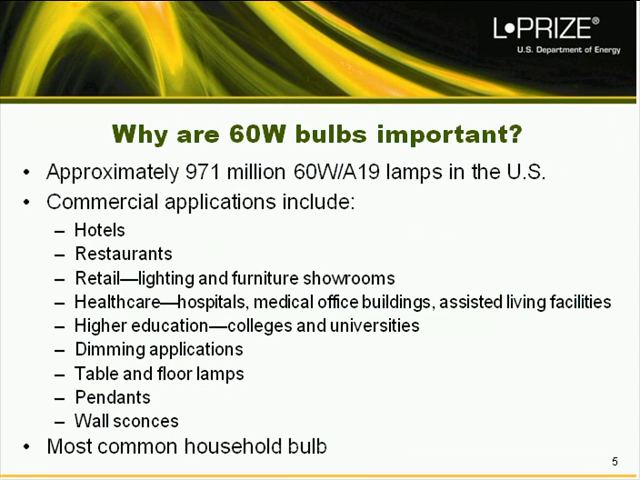 L•PRIZE®
U.S. Department of Energy
Why are 60W bulbs important?
• Approximately 971 million 60W/A19 lamps in the U.S.
• Commercial applications include:
– Hotels
– Restaurants
– Retail—lighting and furniture showrooms
– Healthcare—hospitals, medical office buildings, assisted living facilities
– Higher education—colleges and universities
– Dimming applications
– Table and floor lamps
– Pendants
– Wall sconces
• Most common household bulb
5